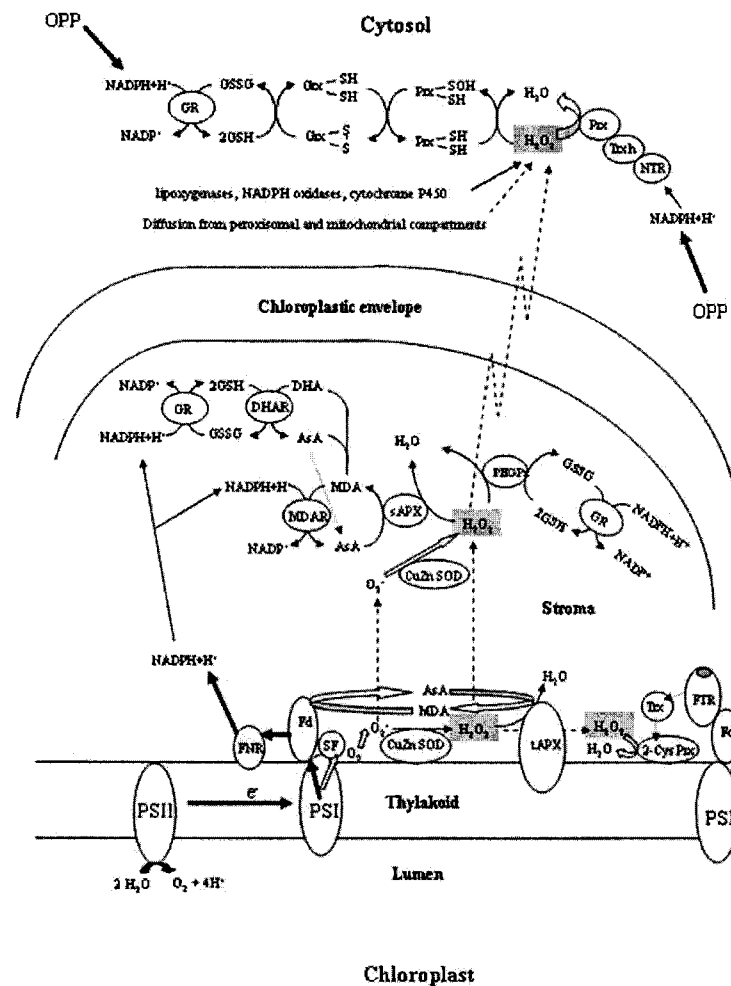 OPP
Cytosol
NADPH+H⁺ GSSG Grx SH SH Prx SOH SH H₂O
GR Prx
NADP⁺ 2GSH Grx S S Prx SH SH H₂O₂ Trxh
NTR
lipoxygenases, NADPH oxidases, cytochrome P450
Diffusion from peroxisomal and mitochondrial compartments
NADPH+H⁺
OPP
Chloroplastic envelope
NADP⁺ 2GSH DHA
GR DHAR
NADPH+H⁺ GSSG AsA
H₂O
PHGPx GSSG
NADPH+H MDA
sAPX H₂O₂ 2GSH GR NADPH+H⁺
MDAR
NADP⁺ AsA NADP⁺
CuZn SOD
O₂⁻
Stroma
NADPH+H⁺
AsA H₂O
MDA
Fd Trx FTR
FNR SF O₂ O₂⁻ H₂O₂ H₂O₂
CuZn SOD tAPX H₂O 2-Cys Prx
PSII e⁻ PSI Thylakoid PSI
2 H₂O O₂ + 4H⁺
Lumen
Chloroplast